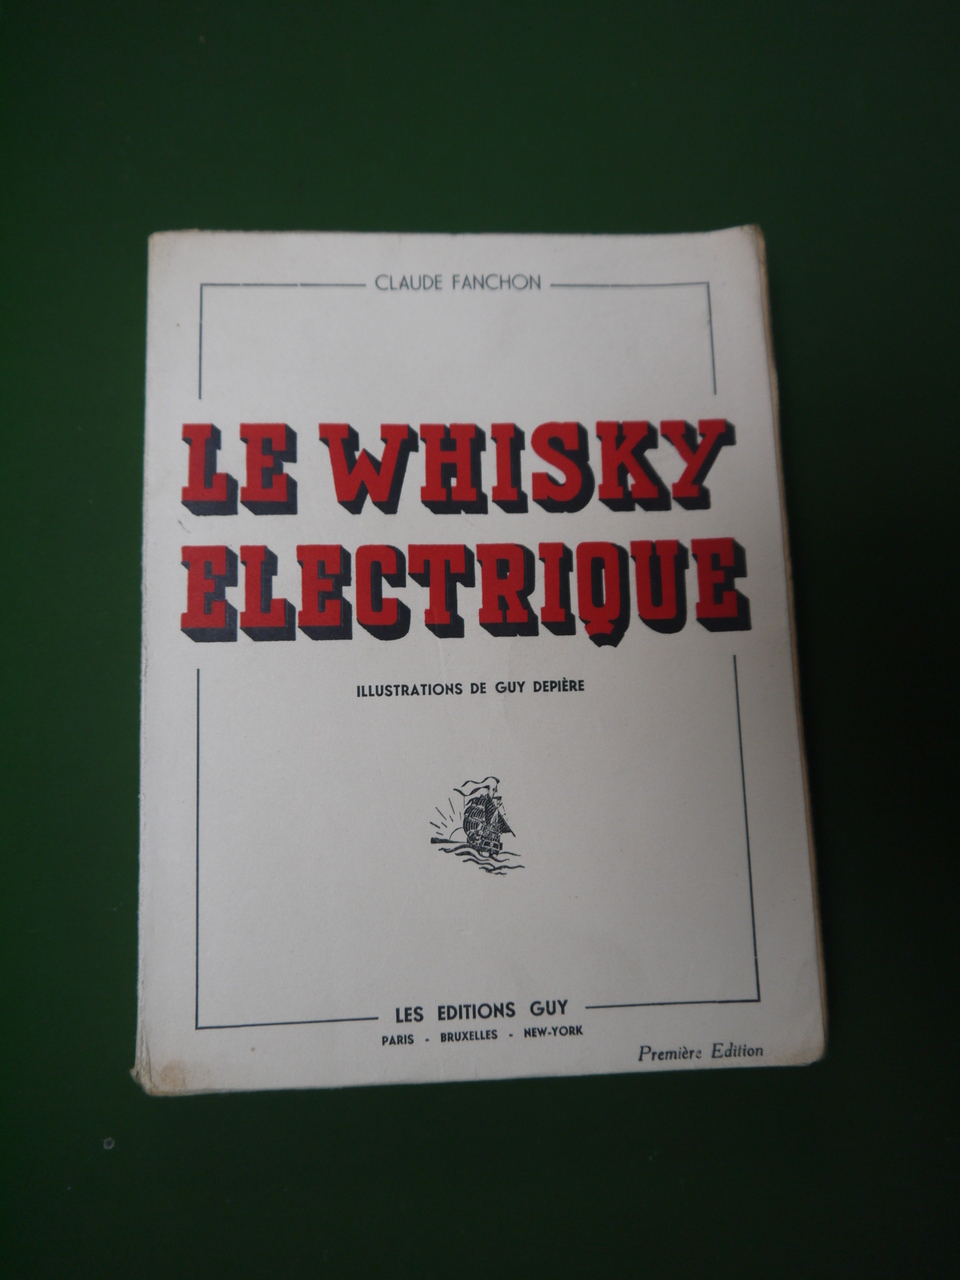 CLAUDE FANCHON
LE WHISKY
ELECTRIQUE
ILLUSTRATIONS DE GUY DEPIÈRE
LES EDITIONS GUY
PARIS - BRUXELLES - NEW-YORK
Première Edition